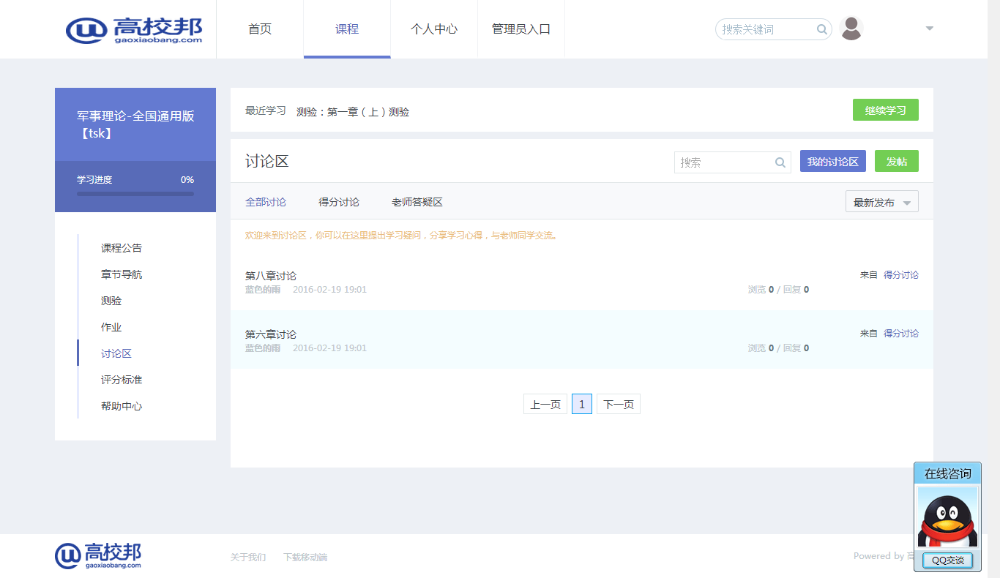 高校邦
gaoxiaobang.com
首页
课程
个人中心
管理员入口
搜索关键词
军事理论-全国通用版
【tsk】
学习进度 0%
课程公告
章节导航
测验
作业
讨论区
评分标准
帮助中心
最近学习 测验：第一章（上）测验
继续学习
讨论区
搜索
我的讨论区
发帖
全部讨论 得分讨论 老师答疑区
最新发布
欢迎来到讨论区，你可以在这里提出学习疑问，分享学习心得，与老师同学交流。
第八章讨论
来自 得分讨论
蓝色的雨 2016-02-19 19:01
浏览 0 / 回复 0
第六章讨论
来自 得分讨论
蓝色的雨 2016-02-19 19:01
浏览 0 / 回复 0
上一页 1 下一页
在线咨询
QQ交谈
高校邦
gaoxiaobang.com
关于我们 下载移动端
Powered by 高